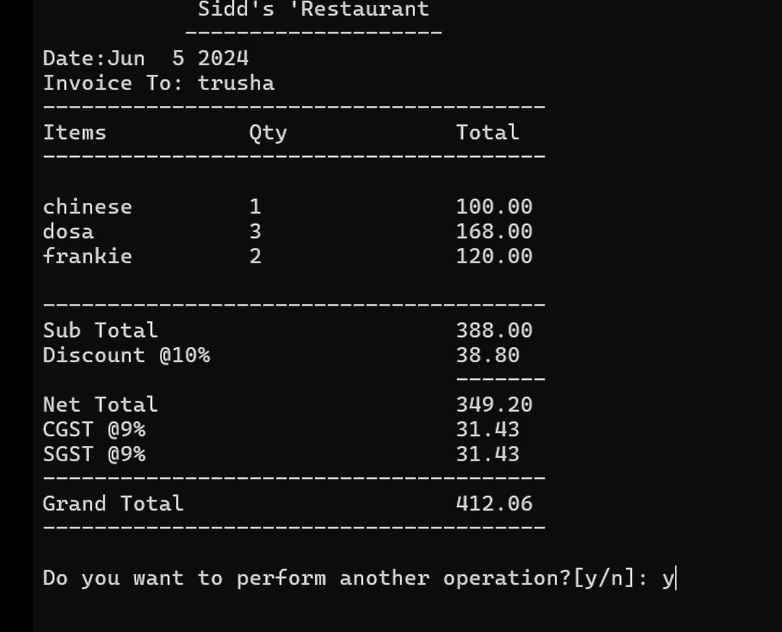 Sidd's 'Restaurant
--------------------
Date:Jun  5 2024
Invoice To: trusha
---------------------------------------
Items           Qty             Total
---------------------------------------
chinese         1               100.00
dosa            3               168.00
frankie         2               120.00
---------------------------------------
Sub Total                       388.00
Discount @10%                   38.80
-------
Net Total                       349.20
CGST @9%                        31.43
SGST @9%                        31.43
---------------------------------------
Grand Total                     412.06
---------------------------------------
Do you want to perform another operation?[y/n]: y